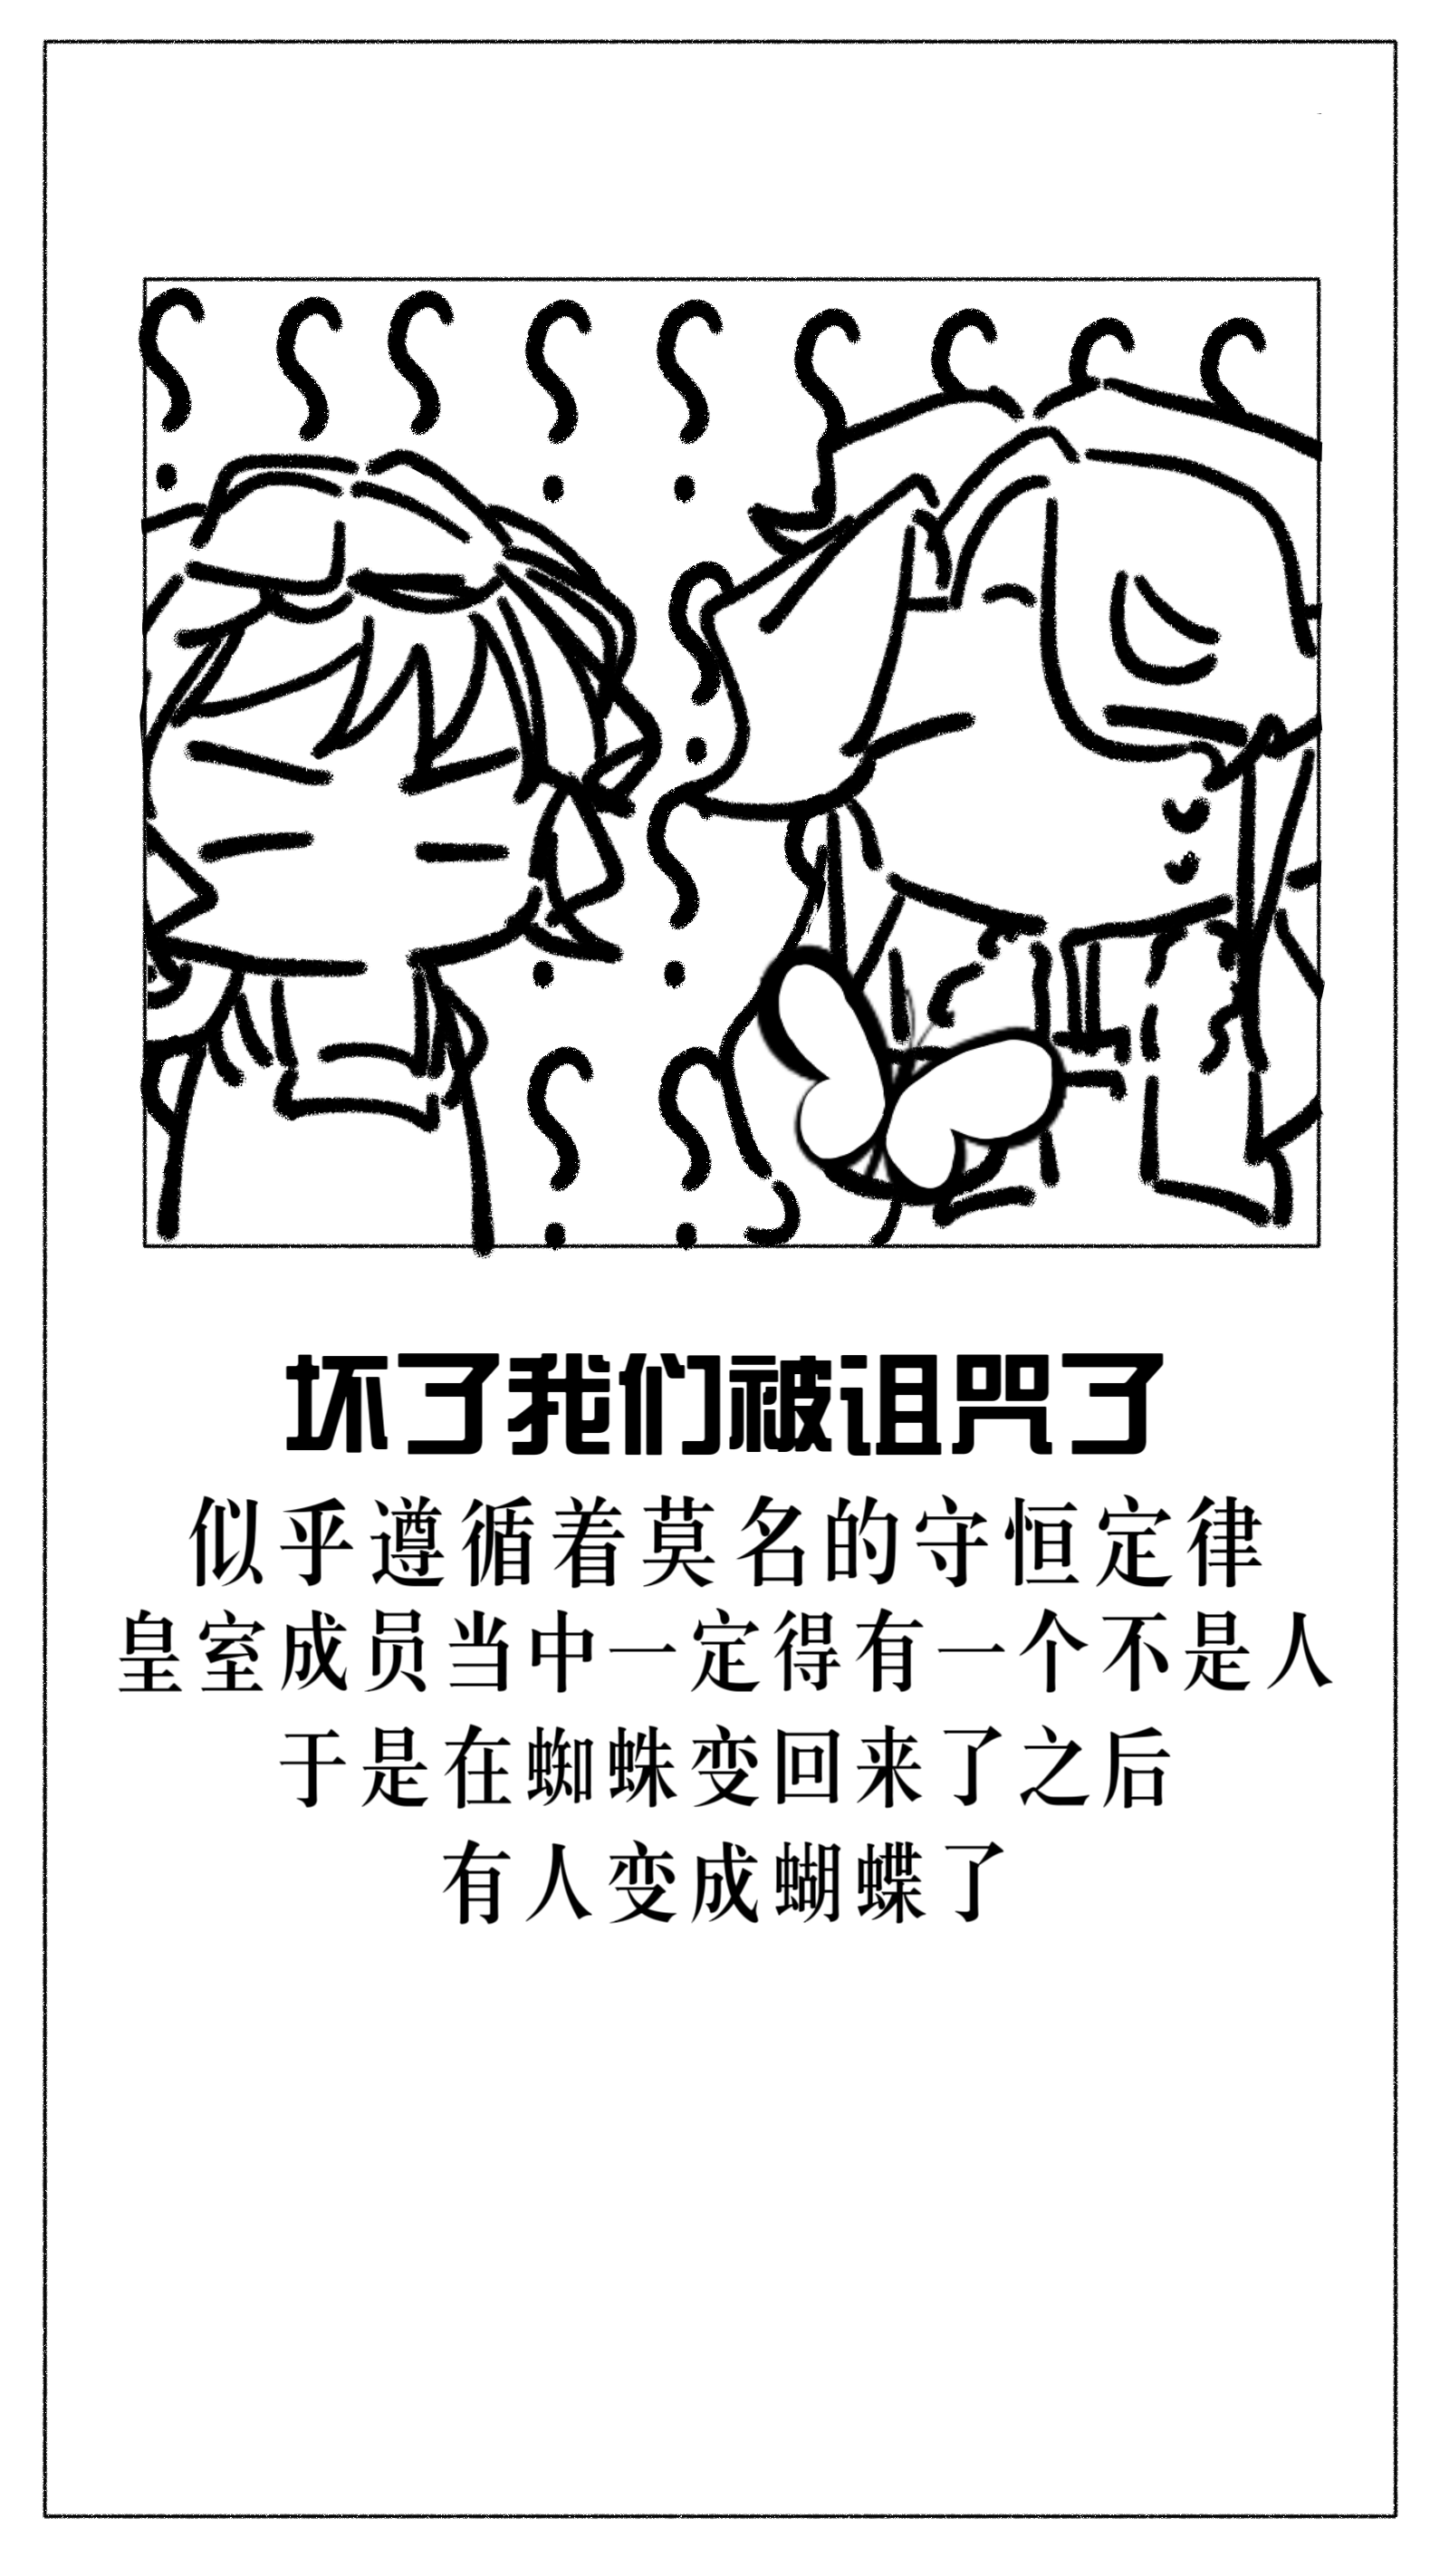 坏了我们被诅咒了
似乎遵循着莫名的守恒定律
皇室成员当中一定得有一个不是人
于是在蜘蛛变回来了之后
有人变成蝴蝶了